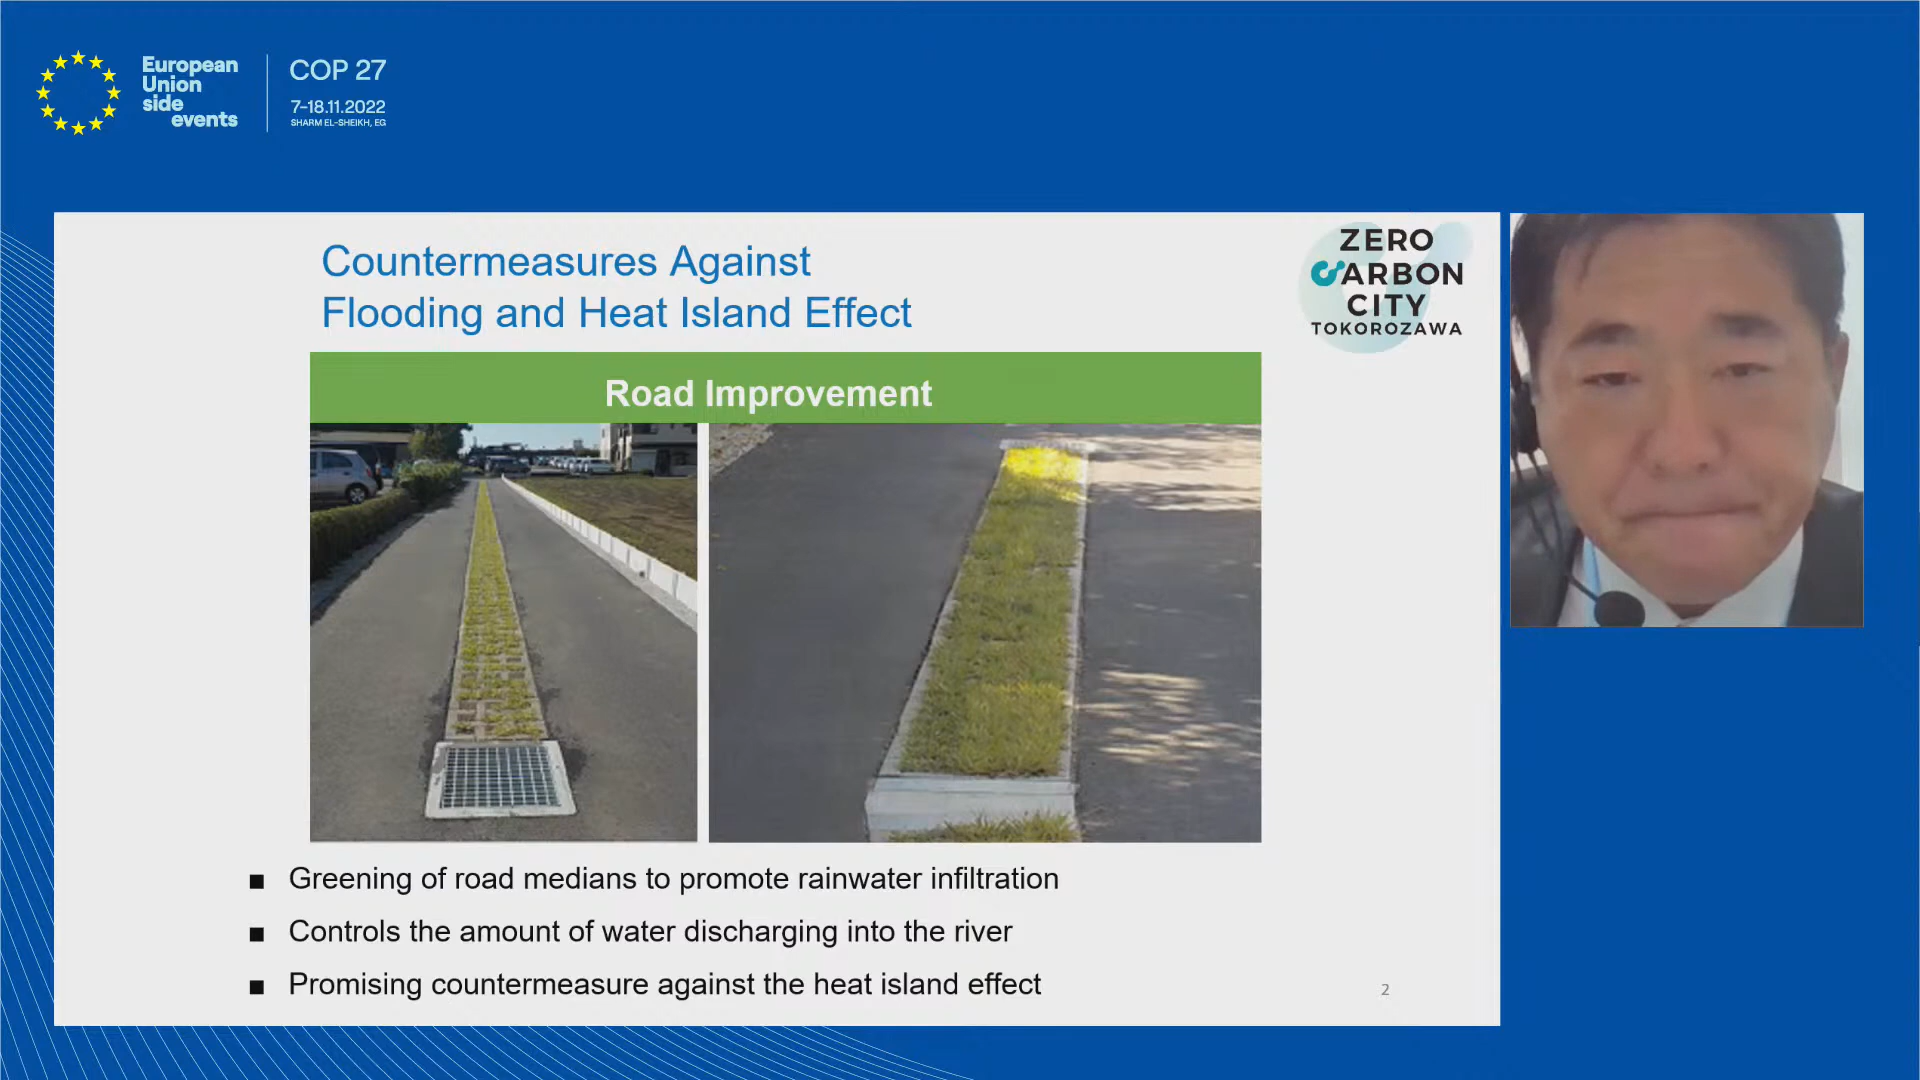 European
Union
side
events
COP 27
7-18.11.2022
SHARM EL-SHEIKH, EG
Countermeasures Against
Flooding and Heat Island Effect
ZERO
CARBON
CITY
TOKOROZAWA
Road Improvement
■ Greening of road medians to promote rainwater infiltration
■ Controls the amount of water discharging into the river
■ Promising countermeasure against the heat island effect
2